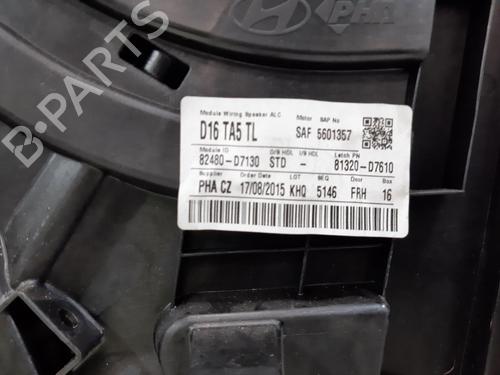 PHA
Module Wiring Speaker ALC Motor SAP No
D16 TA5 TL SAF 5601357
Module ID O/S HDL I/S HDL Latch PN
82480-D7130 STD - 81320-D7610
Supplier Order Date LOT SEQ Door Box
PHA CZ 17/08/2015 KHQ 5146 FRH 16